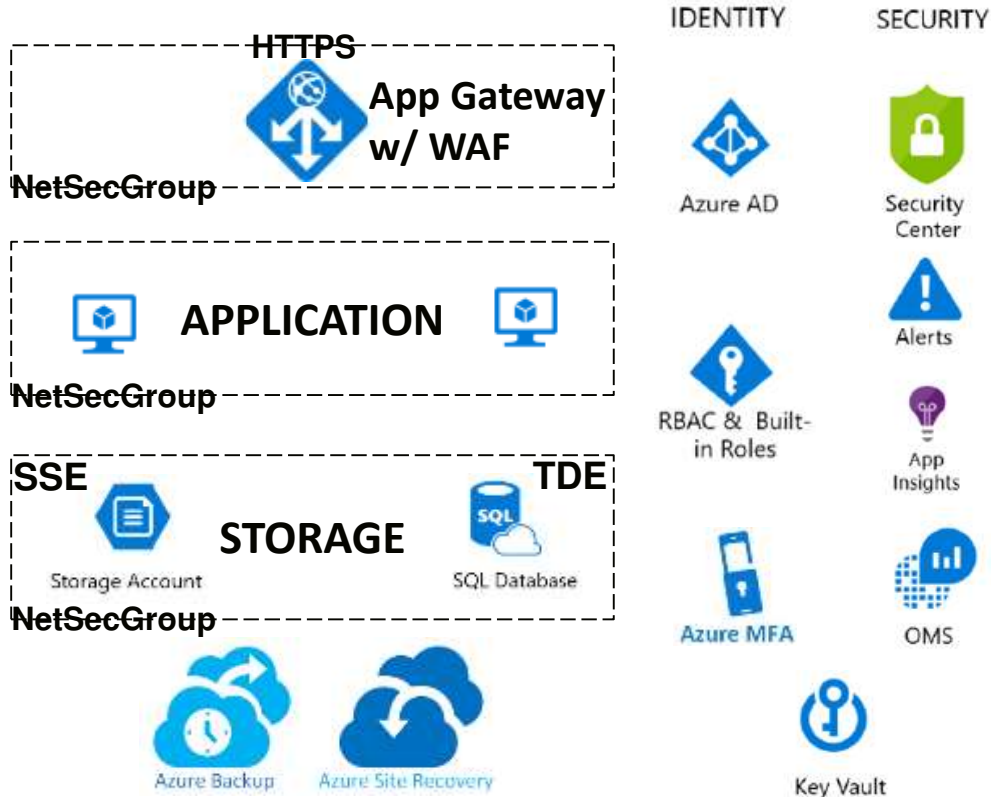 IDENTITY
SECURITY
HTTPS
App Gateway
w/ WAF
NetSecGroup
Azure AD
Security
Center
APPLICATION
NetSecGroup
Alerts
RBAC & Built-
in Roles
App
Insights
SSE
TDE
SQL
STORAGE
Storage Account
SQL Database
NetSecGroup
Azure MFA
OMS
Azure Backup
Azure Site Recovery
Key Vault